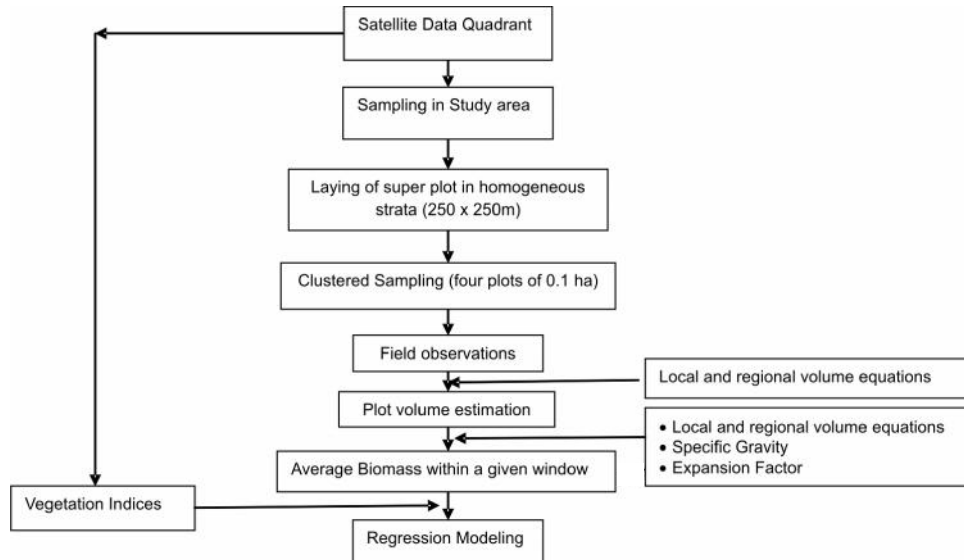 Satellite Data Quadrant
Sampling in Study area
Laying of super plot in homogeneous
strata (250 x 250m)
Clustered Sampling (four plots of 0.1 ha)
Field observations
Local and regional volume equations
Plot volume estimation
• Local and regional volume equations
• Specific Gravity
• Expansion Factor
Average Biomass within a given window
Vegetation Indices
Regression Modeling